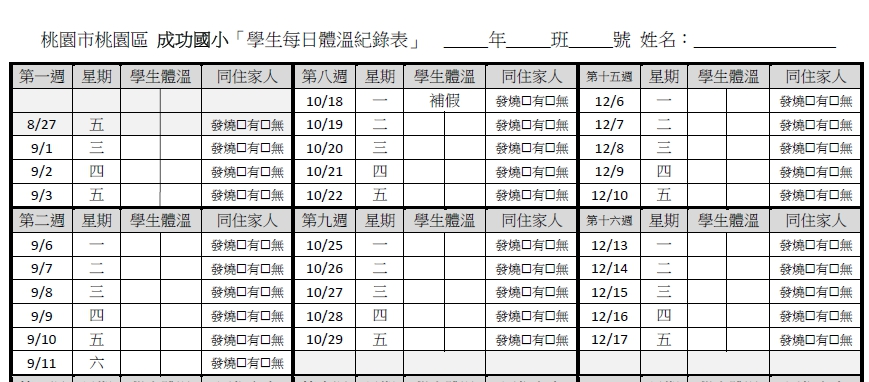 桃園市桃園區 成功國小「學生每日體溫紀錄表」 _____年_____班_____號 姓名：________________
第一週 星期 學生體溫 同住家人 第八週 星期 學生體溫 同住家人 第十五週 星期 學生體溫 同住家人
10/18 一 補假 發燒□有□無 12/6 一 發燒□有□無
8/27 五 發燒□有□無 10/19 二 發燒□有□無 12/7 二 發燒□有□無
9/1 三 發燒□有□無 10/20 三 發燒□有□無 12/8 三 發燒□有□無
9/2 四 發燒□有□無 10/21 四 發燒□有□無 12/9 四 發燒□有□無
9/3 五 發燒□有□無 10/22 五 發燒□有□無 12/10 五 發燒□有□無
第二週 星期 學生體溫 同住家人 第九週 星期 學生體溫 同住家人 第十六週 星期 學生體溫 同住家人
9/6 一 發燒□有□無 10/25 一 發燒□有□無 12/13 一 發燒□有□無
9/7 二 發燒□有□無 10/26 二 發燒□有□無 12/14 二 發燒□有□無
9/8 三 發燒□有□無 10/27 三 發燒□有□無 12/15 三 發燒□有□無
9/9 四 發燒□有□無 10/28 四 發燒□有□無 12/16 四 發燒□有□無
9/10 五 發燒□有□無 10/29 五 發燒□有□無 12/17 五 發燒□有□無
9/11 六 發燒□有□無